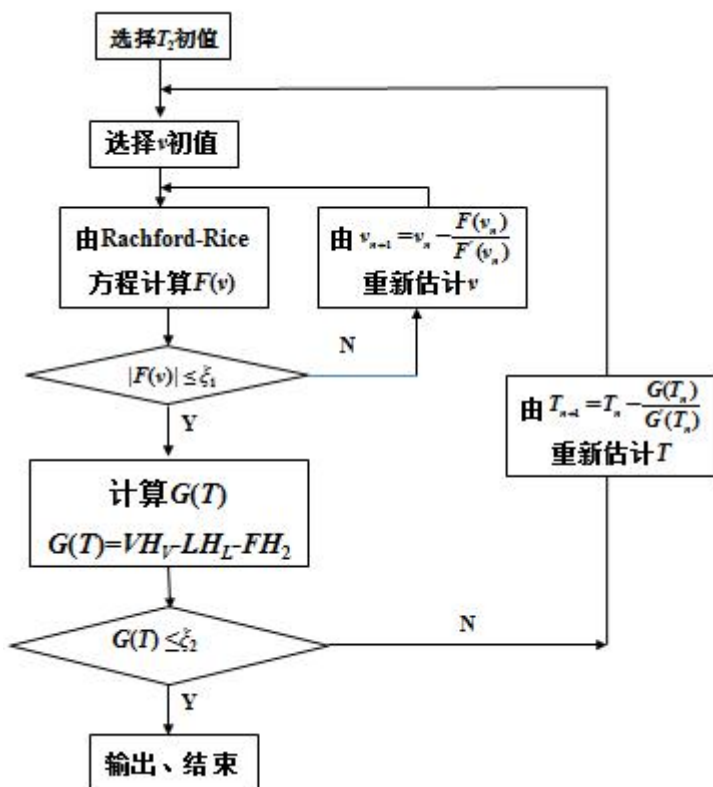 选择T₂初值
选择v初值
由Rachford-Rice
方程计算F(v)
由 vₙ₊₁=vₙ-F(vₙ)/F'(vₙ)
重新估计v
N
|F(v)| ≤ξ₁
Y
由 Tₙ₊₁=Tₙ-G(Tₙ)/G'(Tₙ)
重新估计T
计算G(T)
G(T)=VH_V-LH_L-FH₂
G(T) ≤ξ₂
N
Y
输出、结束